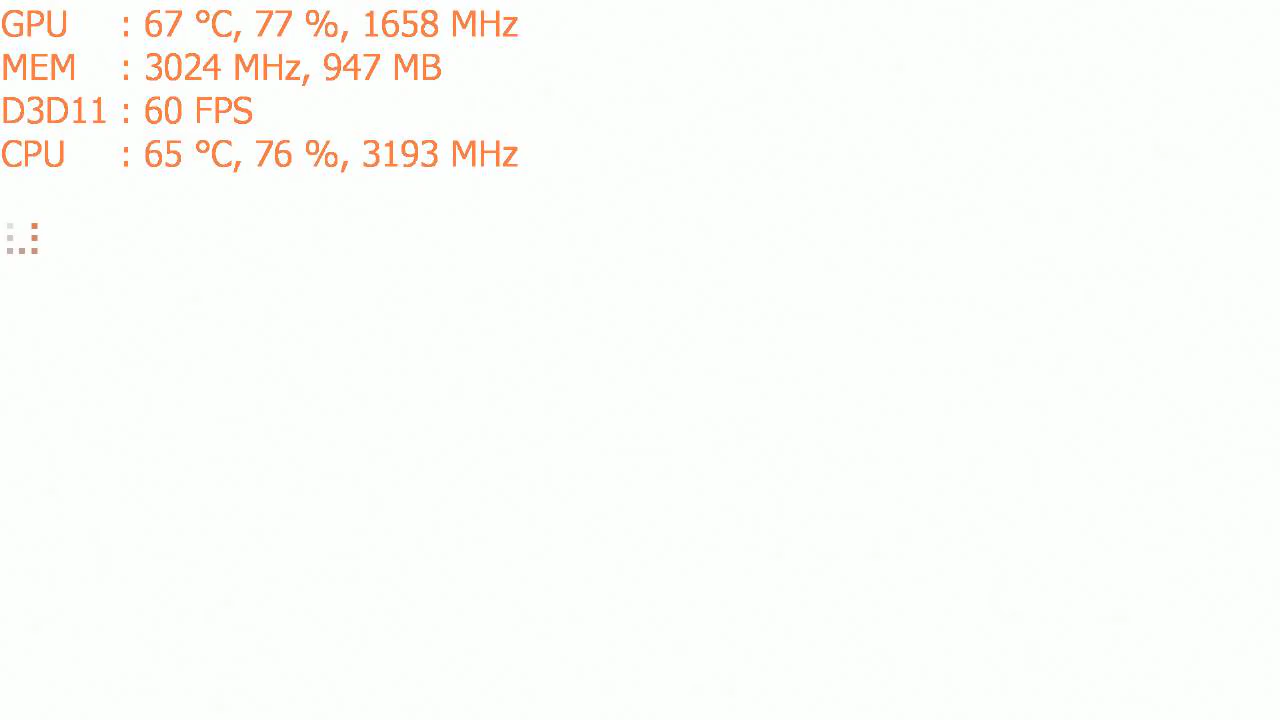 GPU : 67 °C, 77 %, 1658 MHz
MEM : 3024 MHz, 947 MB
D3D11 : 60 FPS
CPU : 65 °C, 76 %, 3193 MHz